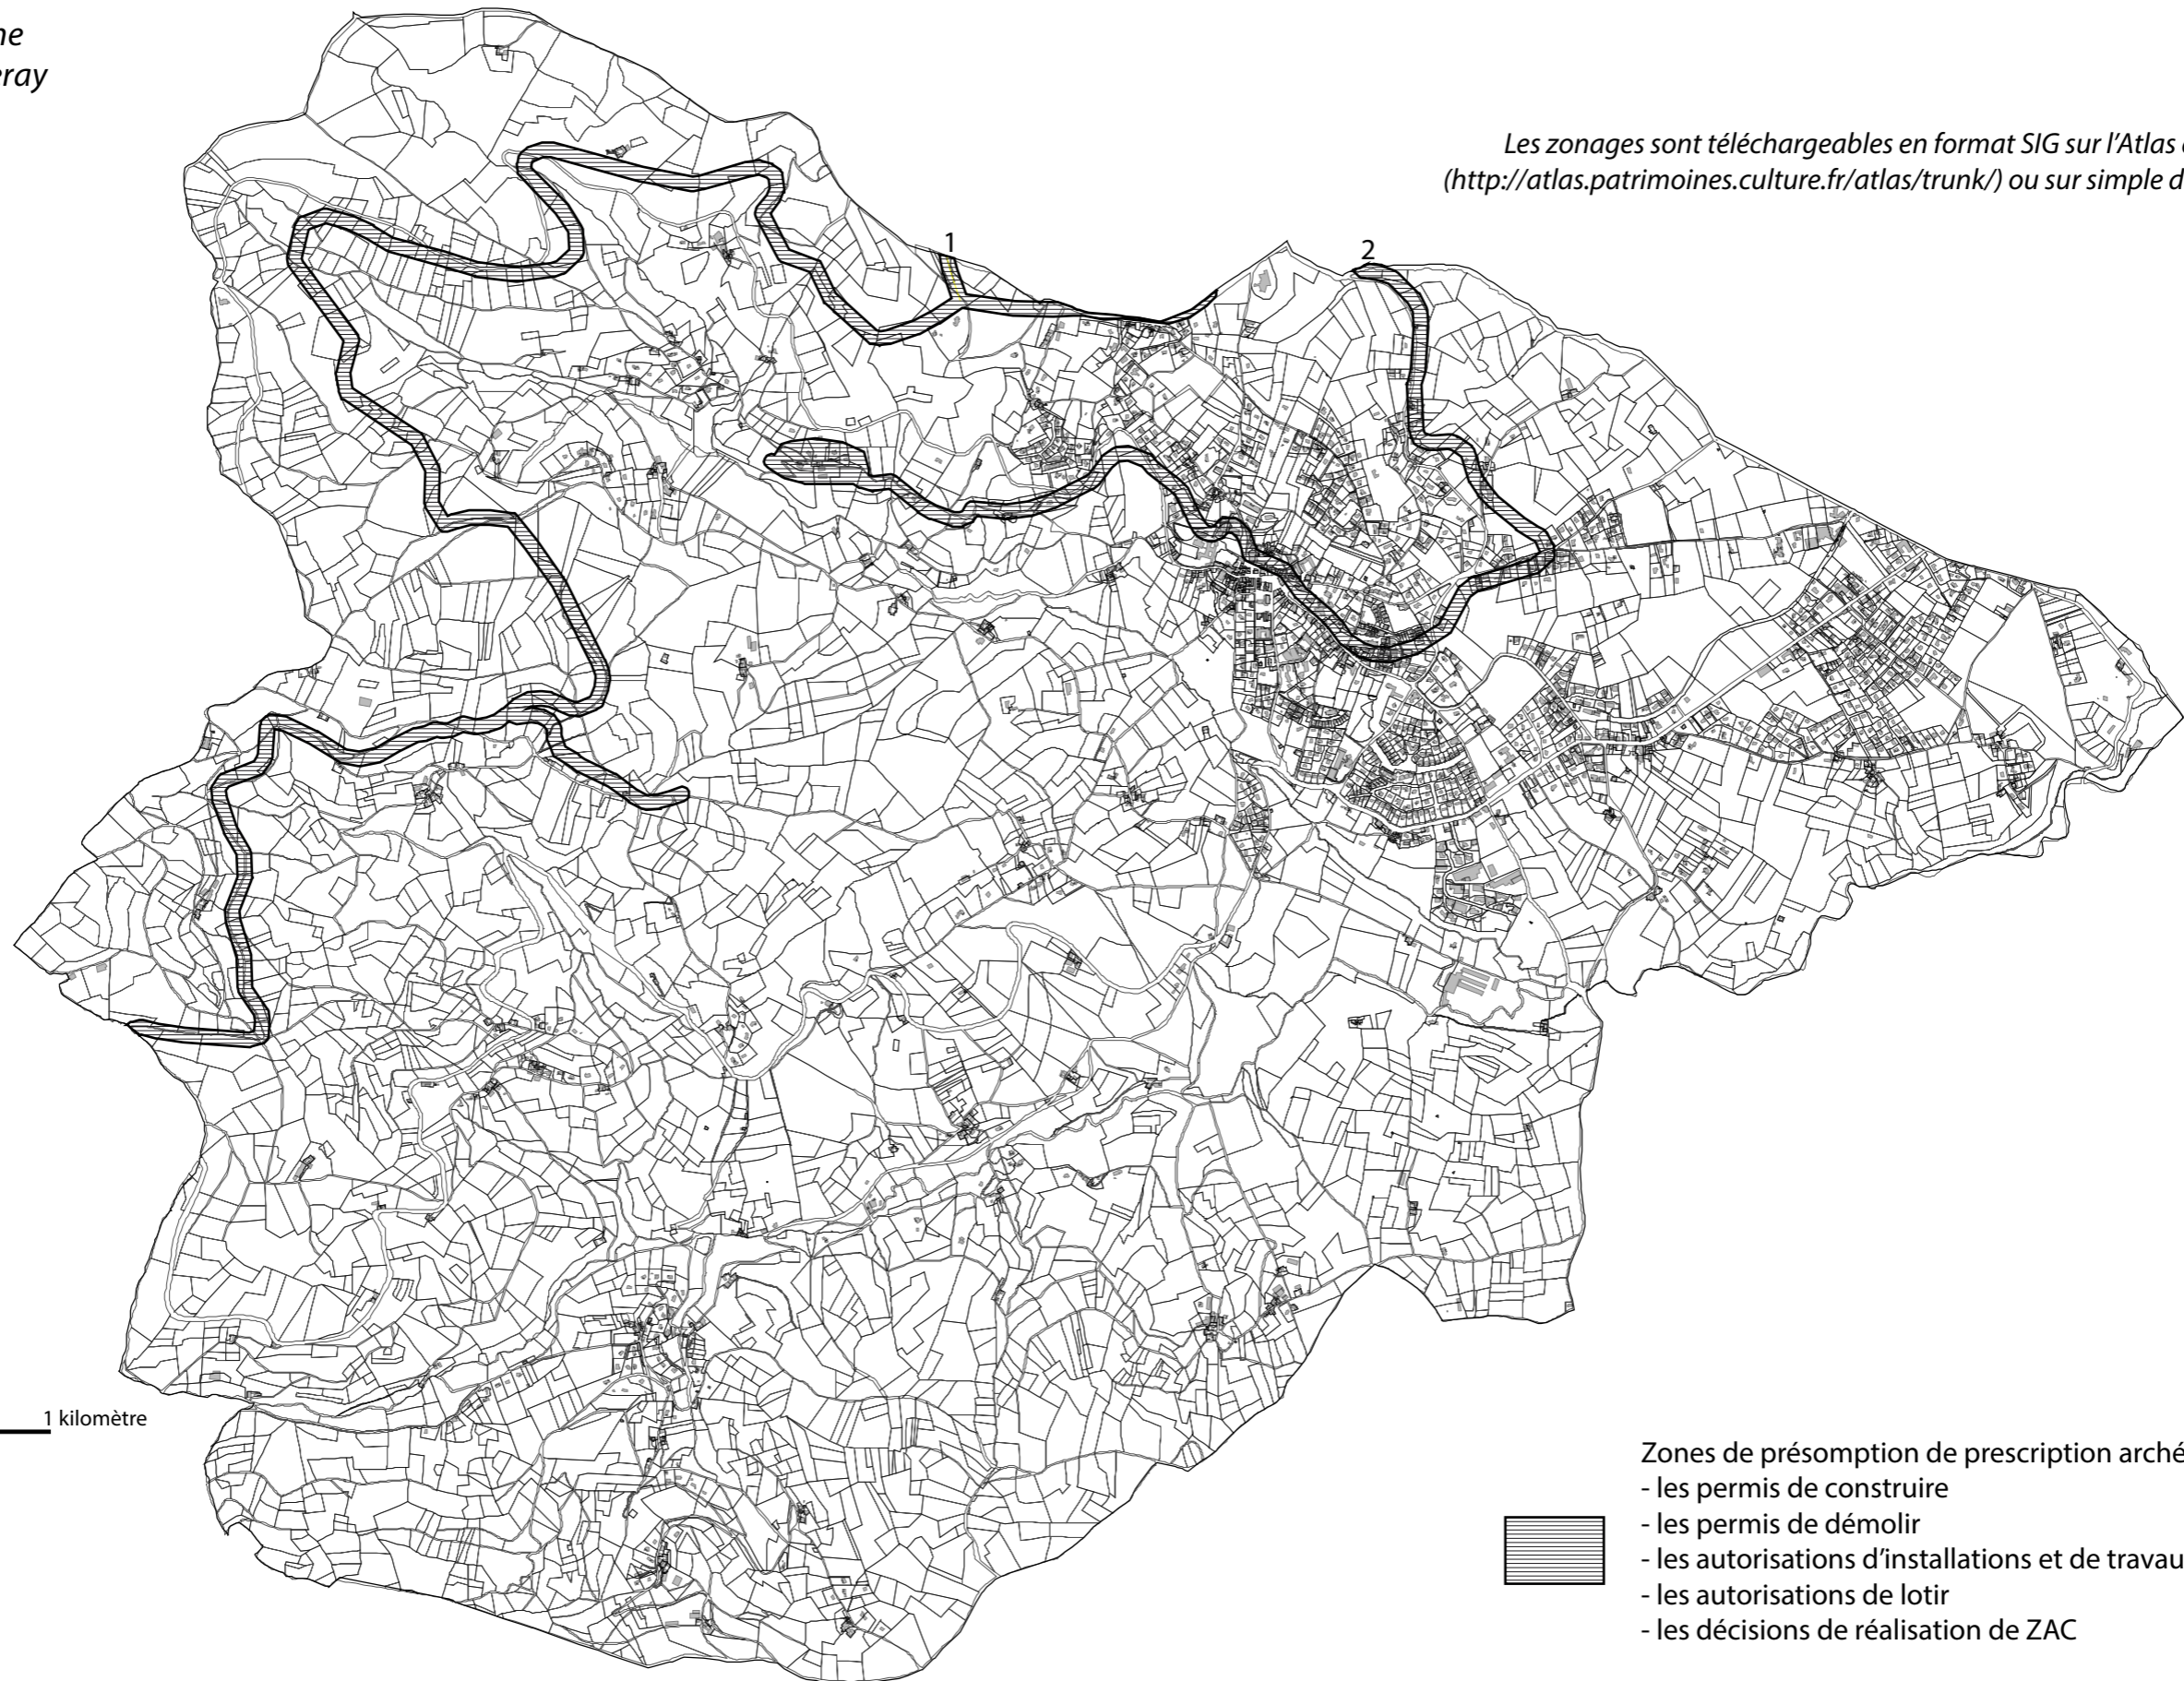 ne
eray
Les zonages sont téléchargeables en format SIG sur l'Atlas
(http://atlas.patrimoines.culture.fr/atlas/trunk/) ou sur simple d
1
2
1 kilomètre
Zones de présomption de prescription arché
- les permis de construire
- les permis de démolir
- les autorisations d'installations et de travau
- les autorisations de lotir
- les décisions de réalisation de ZAC